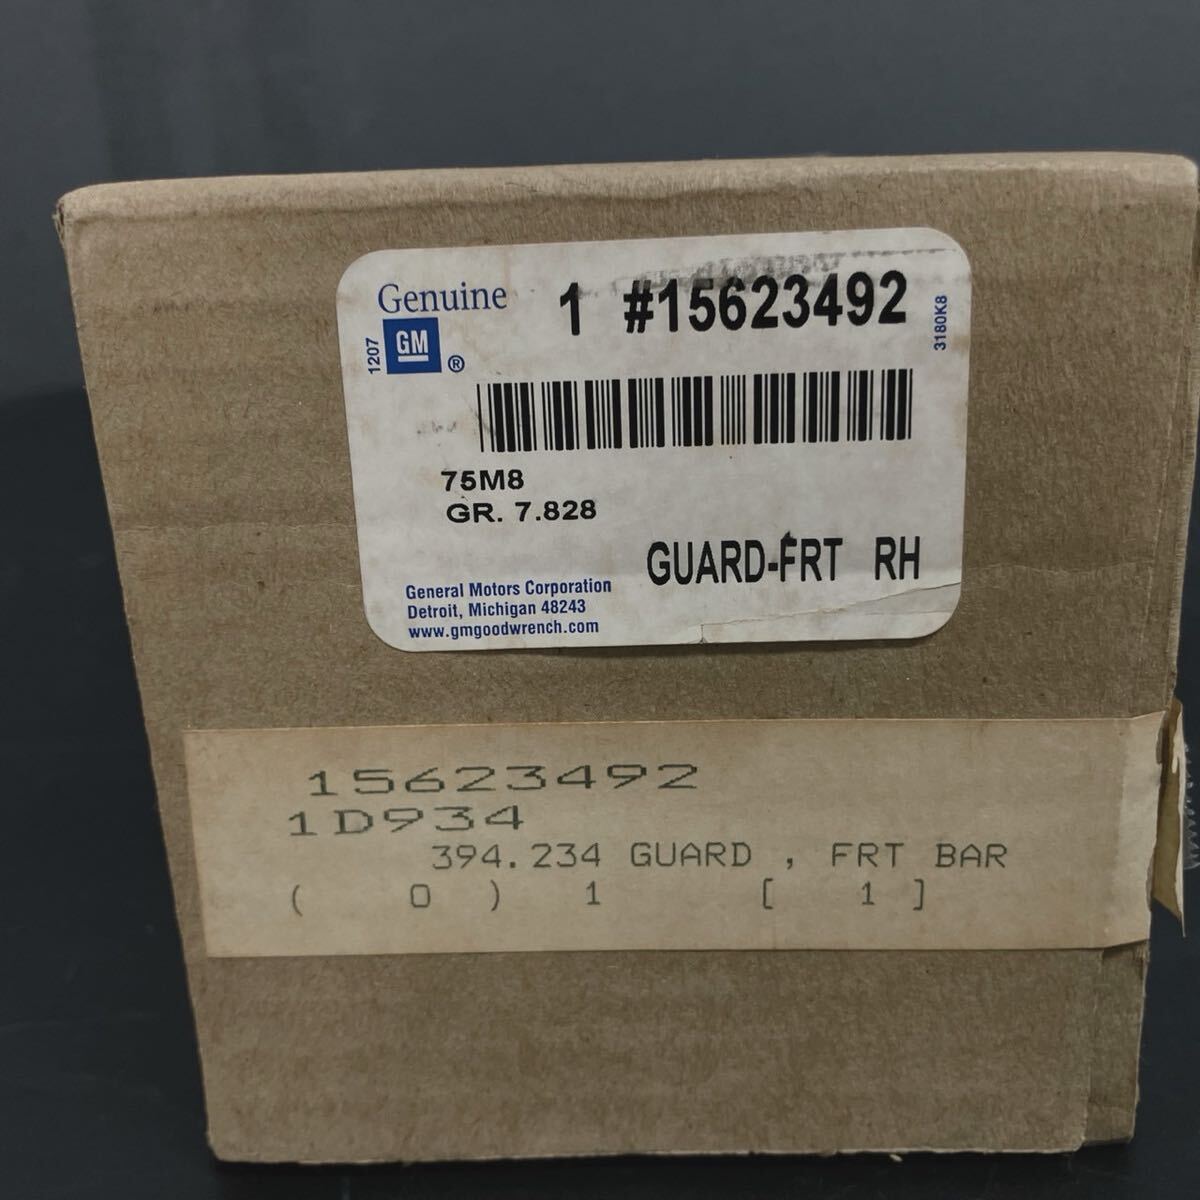 Genuine
1 #15623492
1207
GM
®
3180K8
75M8
GR. 7.828
GUARD-FRT RH
General Motors Corporation
Detroit, Michigan 48243
www.gmgoodwrench.com
15623492
1D934
394.234 GUARD , FRT BAR
( 0 ) 1 [ 1 ]